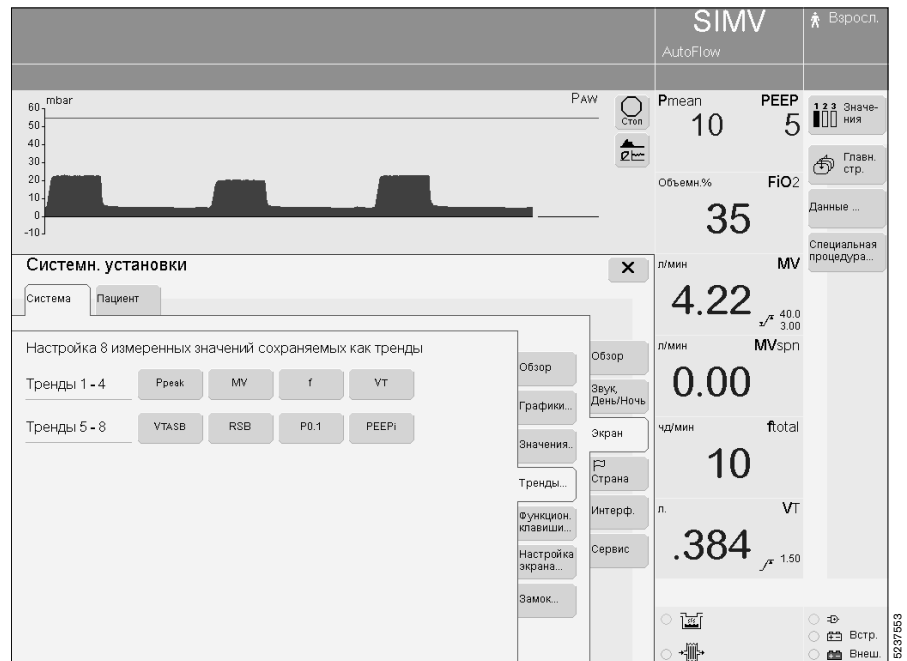 SIMV
AutoFlow
Взросл.
mbar
Paw
60
50
40
30
20
10
0
-10
Стоп
Pmean
PEEP
10
5
Объемн.%
FiO2
35
л/мин
MV
4.22
40.0
3.00
л/мин
MVspn
0.00
чд/мин
ftotal
10
л.
VT
.384
1.50
1 2 3 Значе-
ния
Главн.
стр.
Данные ...
Специальная
процедура...
Системн. установки
Система
Пациент
Настройка 8 измеренных значений сохраняемых как тренды
Тренды 1 - 4
Ppeak
MV
f
VT
Тренды 5 - 8
VTASB
RSB
P0.1
PEEPi
Обзор
Графики...
Значения..
Тренды...
Функцион.
клавиши...
Настройка
экрана...
Замок...
Обзор
Звук,
День/Ночь
Экран
Страна
Интерф.
Сервис
Встр.
Внеш.
5237553